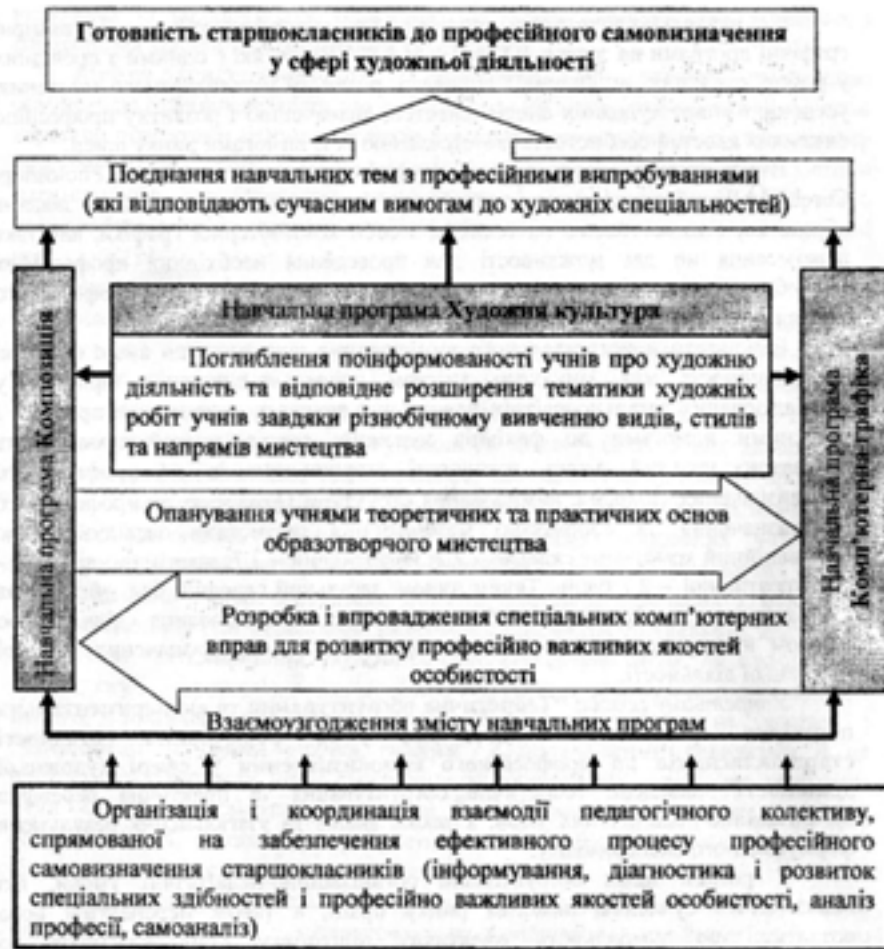 Готовність старшокласників до професійного самовизначення
у сфері художньої діяльності
Поєднання навчальних тем з професійними випробуваннями
(які відповідають сучасним вимогам до художніх спеціальностей)
Навчальна програма Композиція
Навчальна програма Художня культура
Поглиблення поінформованості учнів про художню
діяльність та відповідне розширення тематики художніх
робіт учнів завдяки різнобічному вивченню видів, стилів
та напрямів мистецтва
Опанування учнями теоретичних та практичних основ
образотворчого мистецтва
Розробка і впровадження спеціальних комп’ютерних
вправ для розвитку професійно важливих якостей
особистості
Навчальна програма
Комп’ютерна графіка
Взаємоузгодження змісту навчальних програм
Організація і координація взаємодії педагогічного колективу,
спрямованої на забезпечення ефективного процесу професійного
самовизначення старшокласників (інформування, діагностика і розвиток
спеціальних здібностей і професійно важливих якостей особистості, аналіз
професії, самоаналіз)